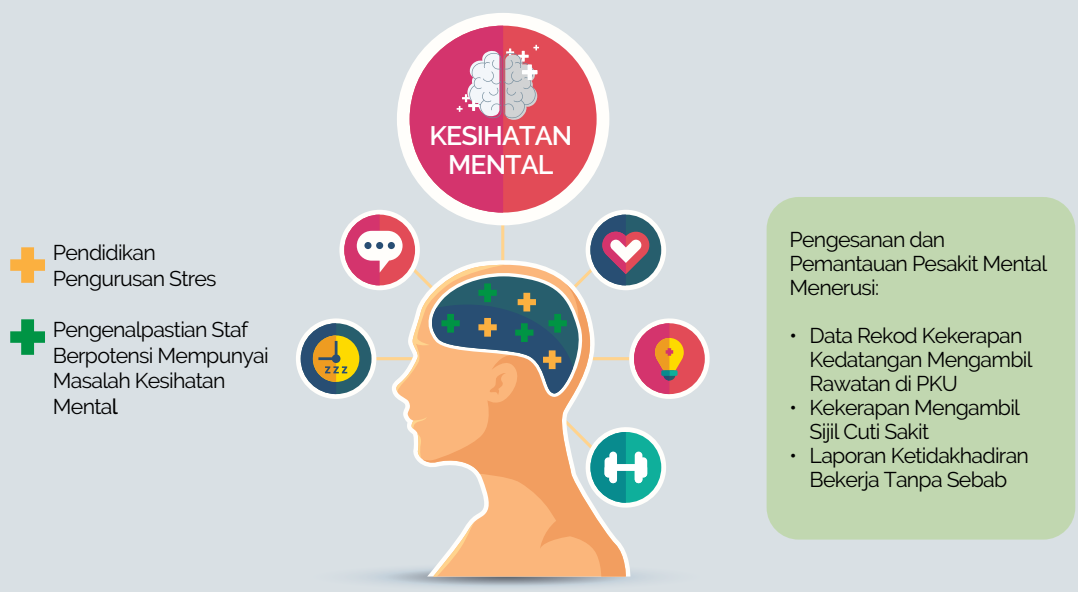 KESIHATAN
MENTAL
Pendidikan
Pengurusan Stres
Pengenalpastian Staf
Berpotensi Mempunyai
Masalah Kesihatan
Mental
zzz
Pengesanan dan
Pemantauan Pesakit Mental
Menerusi:
• Data Rekod Kekerapan
Kedatangan Mengambil
Rawatan di PKU
• Kekerapan Mengambil
Sijil Cuti Sakit
• Laporan Ketidakhadiran
Bekerja Tanpa Sebab